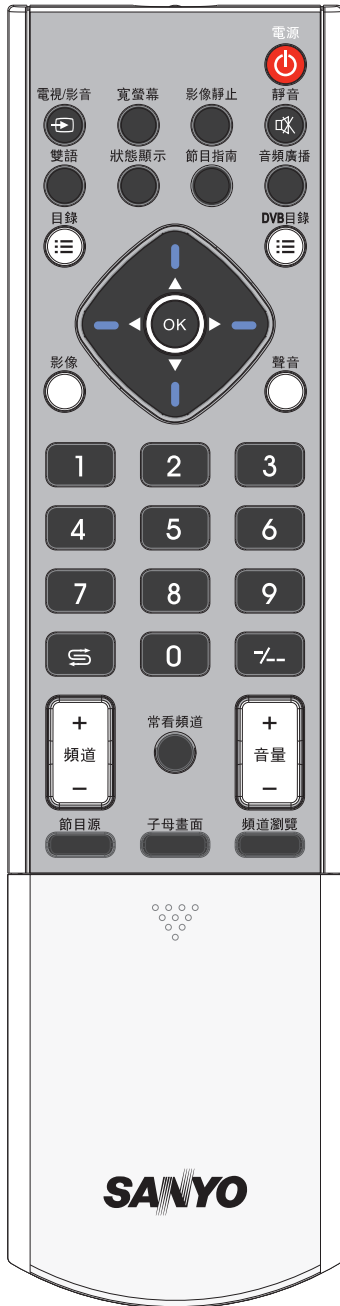 電源
電視/影音 寬螢幕 影像靜止 靜音
雙語 狀態顯示 節目指南 音頻廣播
目錄 DVB目錄
OK
影像 聲音
1 2 3
4 5 6
7 8 9
0 -/--
+ 常看頻道 +
頻道 音量
− −
節目源 子母畫面 頻道瀏覽
SANYO